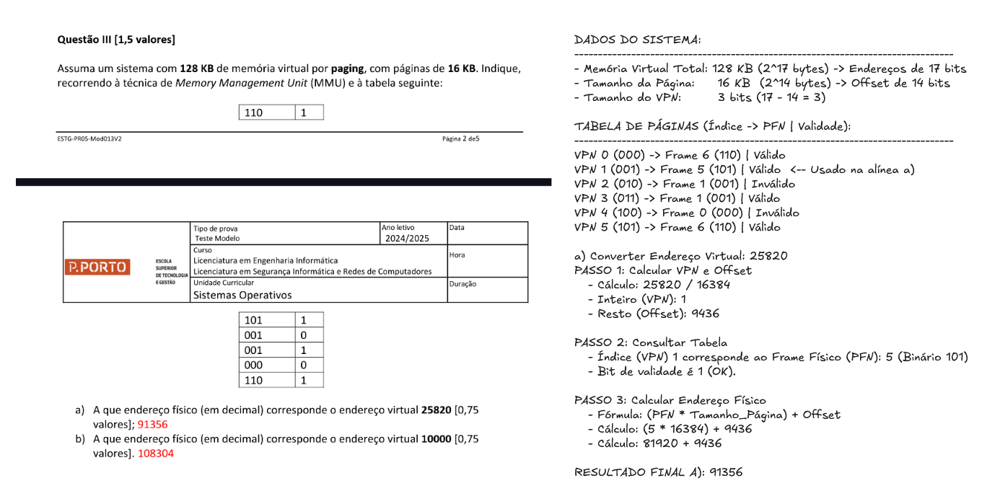 Questão III [1,5 valores]
Assuma um sistema com 128 KB de memória virtual por paging, com páginas de 16 KB. Indique,
recorrendo à técnica de Memory Management Unit (MMU) e à tabela seguinte:
110 1
ESTG-PR05-Mod013V2 Página 2 de5
P.PORTO
ESCOLA
SUPERIOR
DE TECNOLOGIA
E GESTÃO
Tipo de prova
Teste Modelo
Ano letivo
2024/2025
Data
Curso
Licenciatura em Engenharia Informática
Licenciatura em Segurança Informática e Redes de Computadores
Hora
Unidade Curricular
Sistemas Operativos
Duração
101 1
001 0
001 1
000 0
110 1
a) A que endereço físico (em decimal) corresponde o endereço virtual 25820 [0,75
valores]; 91356
b) A que endereço físico (em decimal) corresponde o endereço virtual 10000 [0,75
valores]. 108304
DADOS DO SISTEMA:
--------------------------------------------------------------------------------
- Memória Virtual Total: 128 KB (2^17 bytes) -> Endereços de 17 bits
- Tamanho da Página: 16 KB (2^14 bytes) -> Offset de 14 bits
- Tamanho do VPN: 3 bits (17 - 14 = 3)
TABELA DE PÁGINAS (Índice -> PFN | Validade):
--------------------------------------------------------------------------------
VPN 0 (000) -> Frame 6 (110) | Válido
VPN 1 (001) -> Frame 5 (101) | Válido <-- Usado na alínea a)
VPN 2 (010) -> Frame 1 (001) | Inválido
VPN 3 (011) -> Frame 1 (001) | Válido
VPN 4 (100) -> Frame 0 (000) | Inválido
VPN 5 (101) -> Frame 6 (110) | Válido
a) Converter Endereço Virtual: 25820
PASSO 1: Calcular VPN e Offset
- Cálculo: 25820 / 16384
- Inteiro (VPN): 1
- Resto (Offset): 9436
PASSO 2: Consultar Tabela
- Índice (VPN) 1 corresponde ao Frame Físico (PFN): 5 (Binário 101)
- Bit de validade é 1 (OK).
PASSO 3: Calcular Endereço Físico
- Fórmula: (PFN * Tamanho_Página) + Offset
- Cálculo: (5 * 16384) + 9436
- Cálculo: 81920 + 9436
RESULTADO FINAL A): 91356